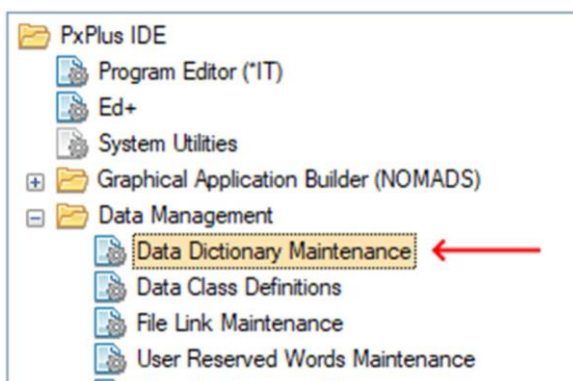 PxPlus IDE
Program Editor (*IT)
Ed+
System Utilities
Graphical Application Builder (NOMADS)
Data Management
Data Dictionary Maintenance
Data Class Definitions
File Link Maintenance
User Reserved Words Maintenance